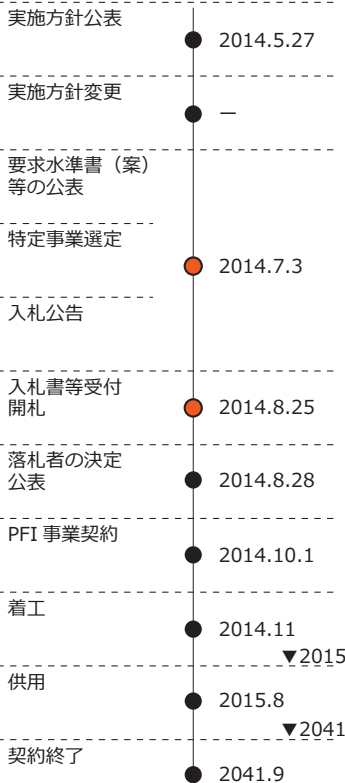 実施方針公表
2014.5.27
実施方針変更
ー
要求水準書（案）
等の公表
特定事業選定
2014.7.3
入札公告
入札書等受付
開札
2014.8.25
落札者の決定
公表
2014.8.28
PFI 事業契約
2014.10.1
着工
2014.11
▼2015
供用
2015.8
▼2041
契約終了
2041.9